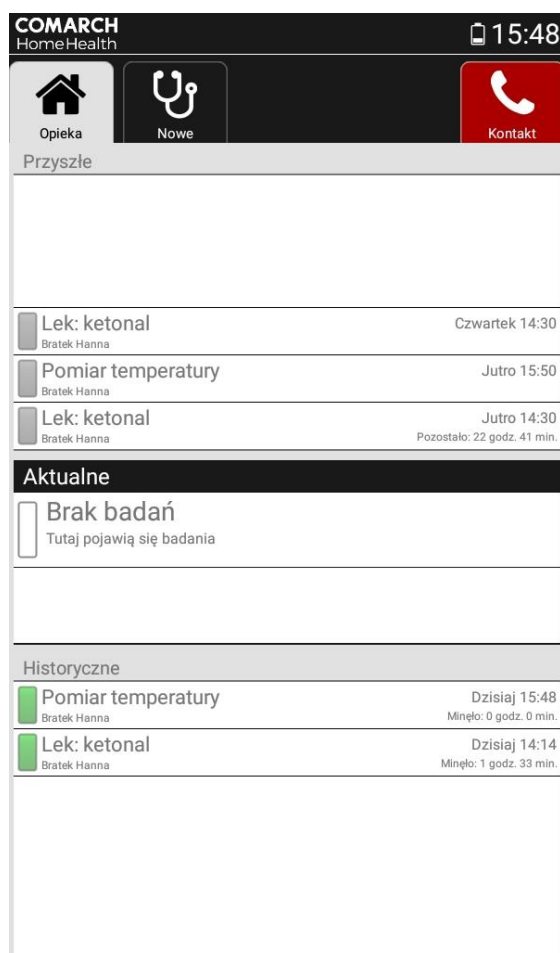 COMARCH
HomeHealth
15:48
Opieka
Nowe
Kontakt
Przyszłe
Lek: ketonal
Czwartek 14:30
Bratek Hanna
Pomiar temperatury
Jutro 15:50
Bratek Hanna
Lek: ketonal
Jutro 14:30
Bratek Hanna
Pozostało: 22 godz. 41 min.
Aktualne
Brak badań
Tutaj pojawią się badania
Historyczne
Pomiar temperatury
Dzisiaj 15:48
Bratek Hanna
Minęło: 0 godz. 0 min.
Lek: ketonal
Dzisiaj 14:14
Bratek Hanna
Minęło: 1 godz. 33 min.